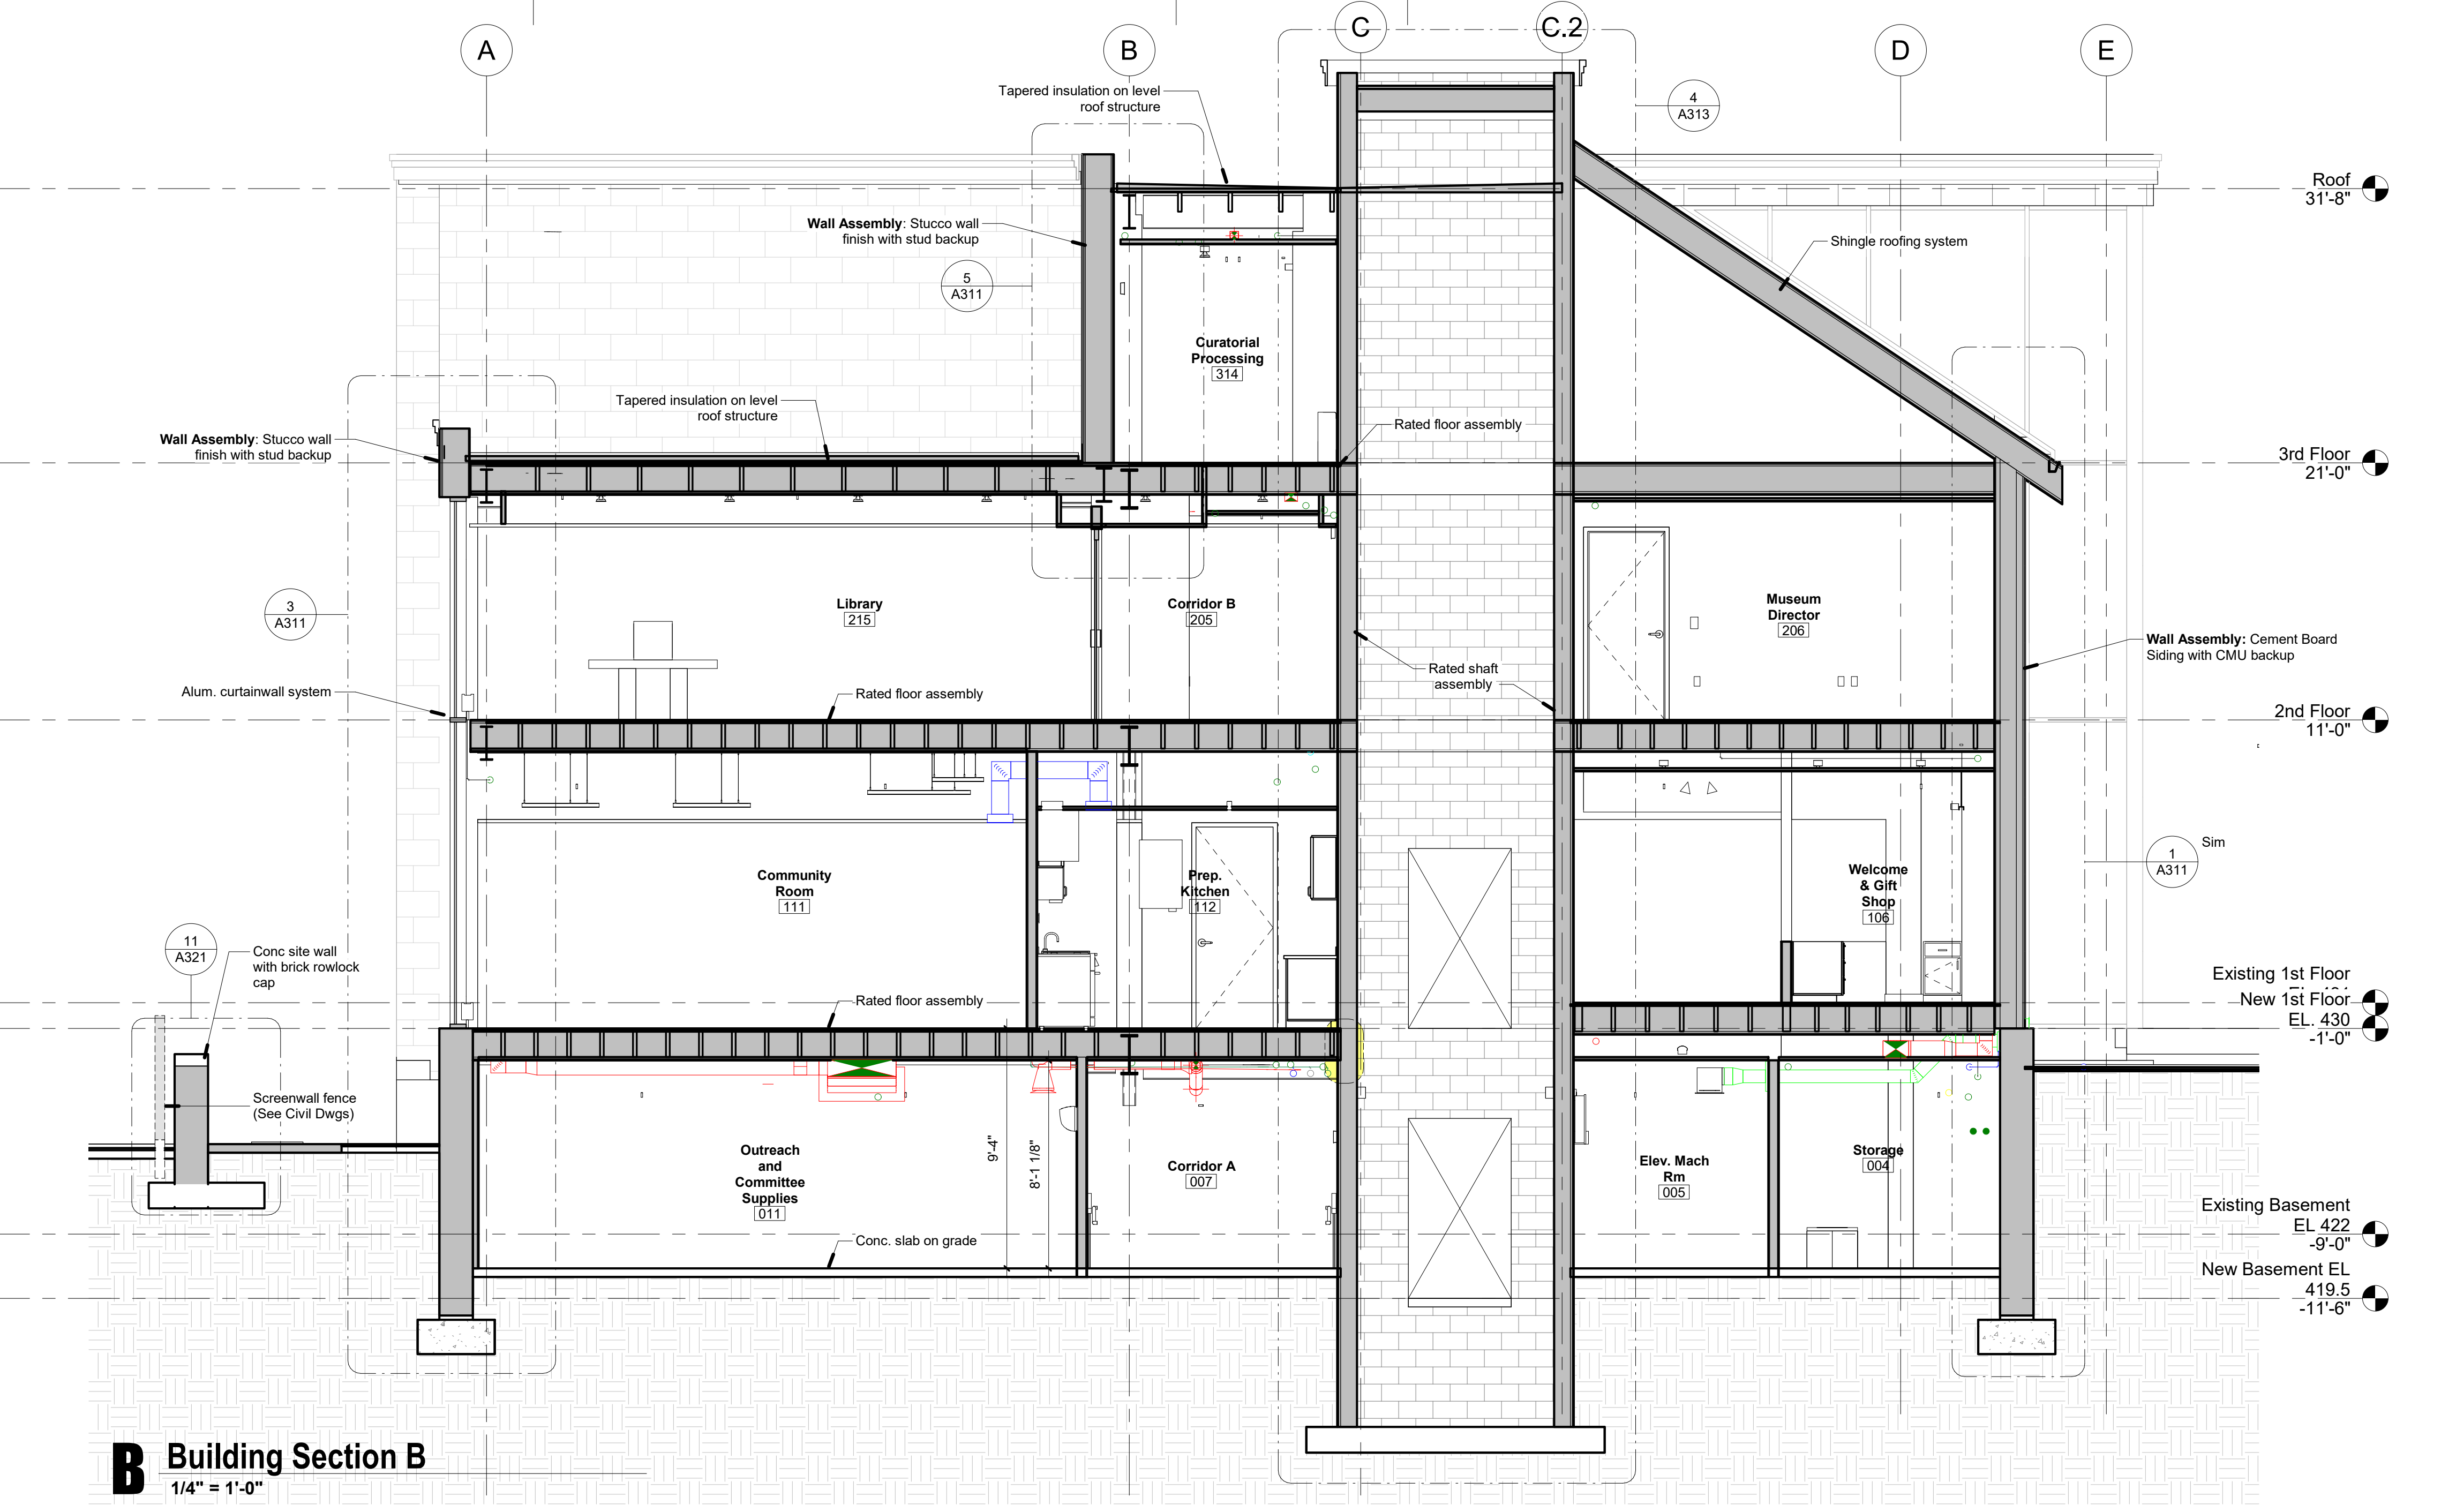 A
B
C
C.2
D
E
Tapered insulation on level
roof structure
4
A313
Roof
31'-8"
Wall Assembly: Stucco wall
finish with stud backup
Shingle roofing system
5
A311
Curatorial
Processing
314
Tapered insulation on level
roof structure
Rated floor assembly
Wall Assembly: Stucco wall
finish with stud backup
3rd Floor
21'-0"
3
A311
Library
215
Corridor B
205
Museum
Director
206
Wall Assembly: Cement Board
Siding with CMU backup
Rated shaft
assembly
Alum. curtainwall system
Rated floor assembly
2nd Floor
11'-0"
Sim
1
A311
Community
Room
111
Prep.
Kitchen
112
Welcome
& Gift
Shop
106
11
A321
Conc site wall
with brick rowlock
cap
Rated floor assembly
Existing 1st Floor
New 1st Floor
EL. 430
-1'-0"
Screenwall fence
(See Civil Dwgs)
9'-4"
8'-1 1/8"
Outreach
and
Committee
Supplies
011
Corridor A
007
Elev. Mach
Rm
005
Storage
004
Existing Basement
EL 422
-9'-0"
Conc. slab on grade
New Basement EL
419.5
-11'-6"
B
Building Section B
1/4" = 1'-0"